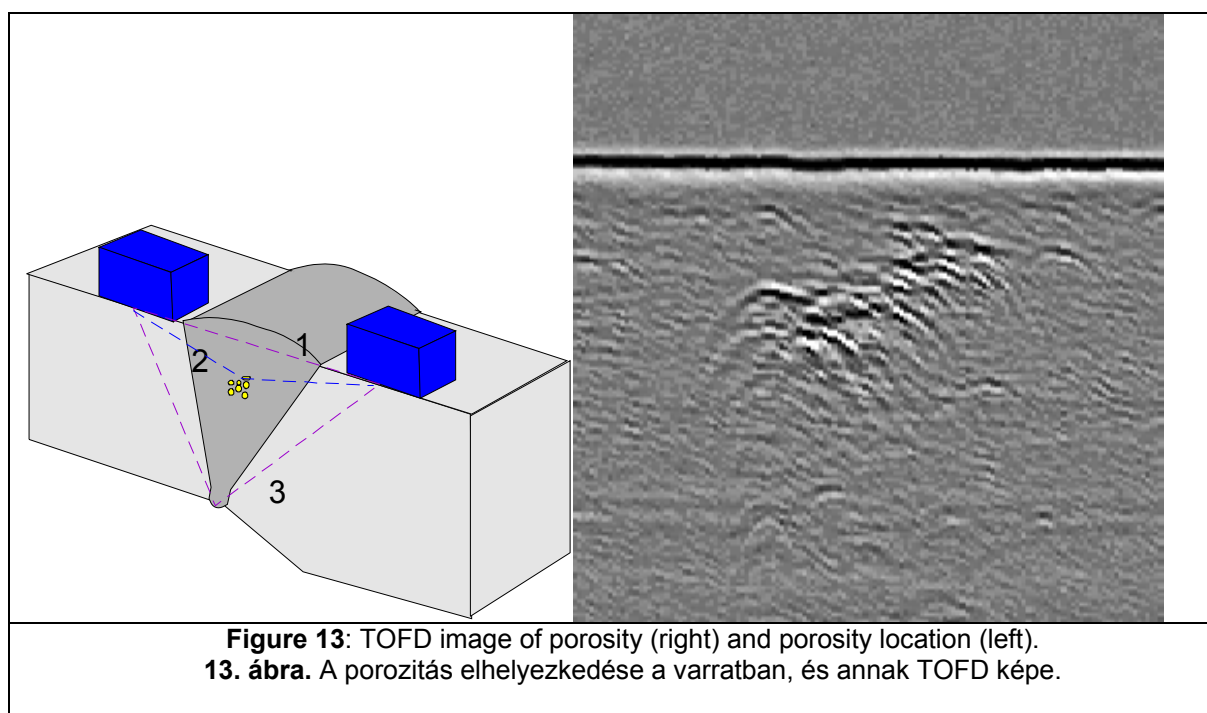 1
2
3
Figure 13: TOFD image of porosity (right) and porosity location (left).
13. ábra. A porozitás elhelyezkedése a varratban, és annak TOFD képe.